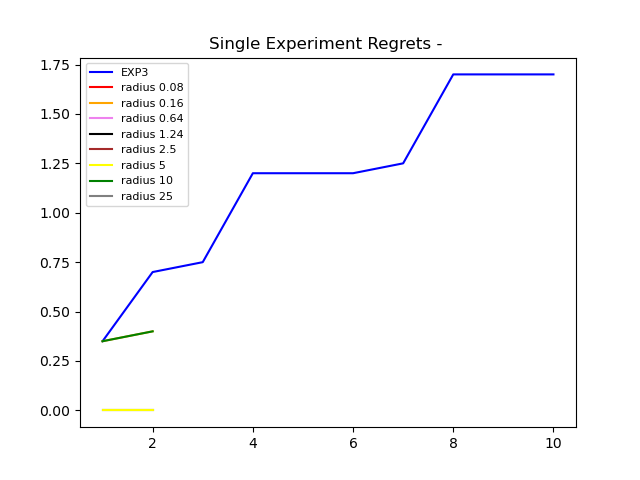 Single Experiment Regrets -
EXP3
radius 0.08
radius 0.16
radius 0.64
radius 1.24
radius 2.5
radius 5
radius 10
radius 25
1.75
1.50
1.25
1.00
0.75
0.50
0.25
0.00
2 4 6 8 10